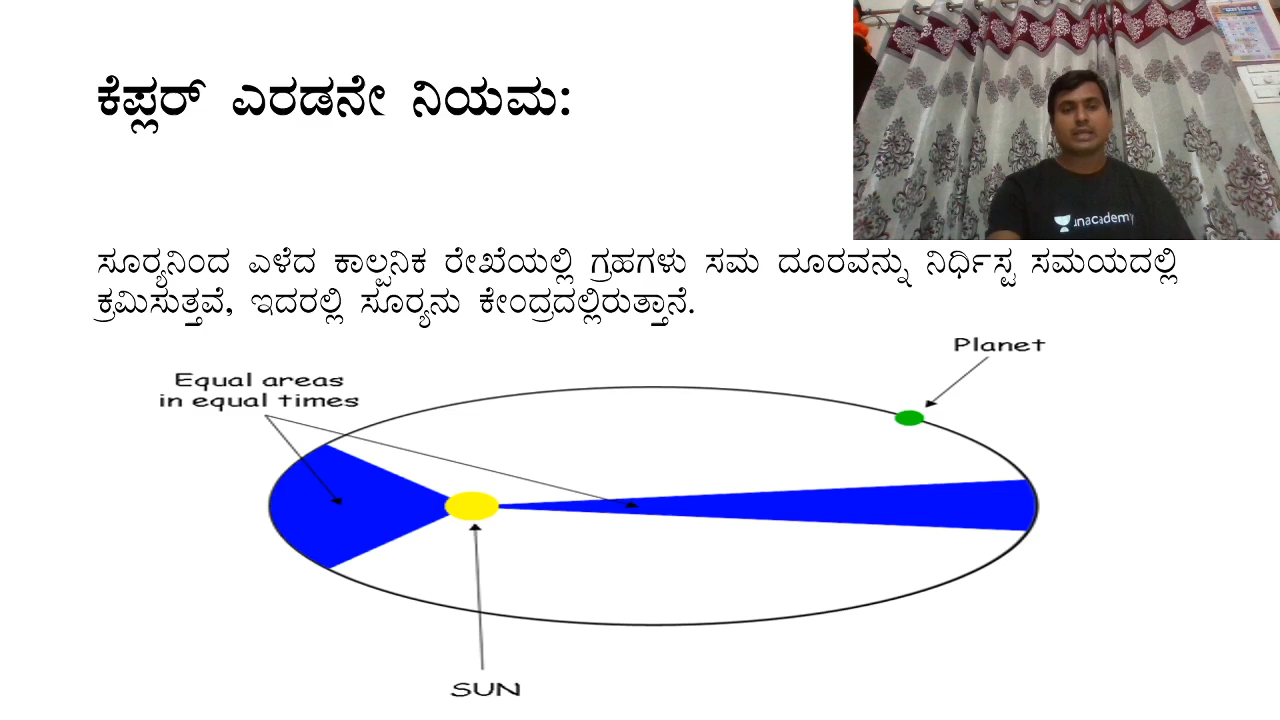 ಕೆಪ್ಲರ್ ಎರಡನೇ ನಿಯಮ:
unacademy
ಸೂರ‍್ಯನಿಂದ ಎಳೆದ ಕಾಲ್ಪನಿಕ ರೇಖೆಯಲ್ಲಿ ಗ್ರಹಗಳು ಸಮ ದೂರವನ್ನು ನಿರ್ಧಿಸ್ಟ ಸಮಯದಲ್ಲಿ
ಕ್ರಮಿಸುತ್ತವೆ, ಇದರಲ್ಲಿ ಸೂರ‍್ಯನು ಕೇಂದ್ರದಲ್ಲಿರುತ್ತಾನೆ.
Planet
Equal areas
in equal times
SUN